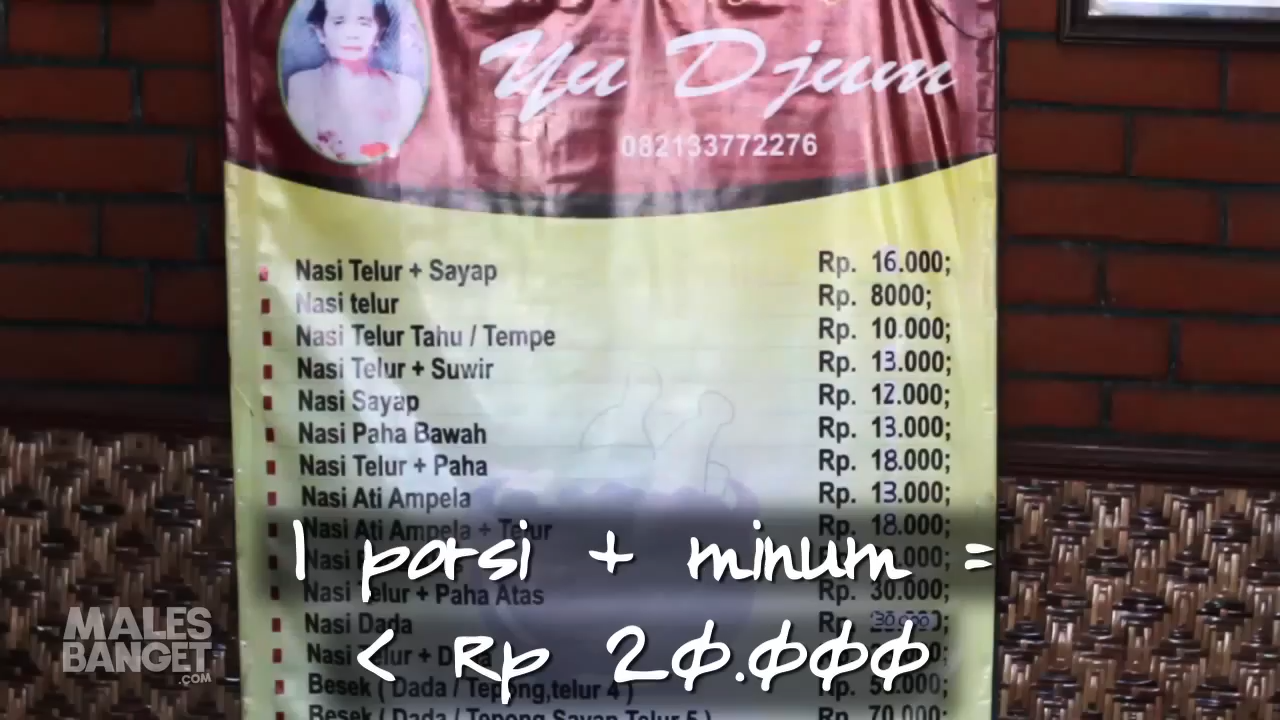 Yu Djum
082133772276
Nasi Telur + Sayap Rp. 16.000;
Nasi telur Rp. 8000;
Nasi Telur Tahu / Tempe Rp. 10.000;
Nasi Telur + Suwir Rp. 13.000;
Nasi Sayap Rp. 12.000;
Nasi Paha Bawah Rp. 13.000;
Nasi Telur + Paha Rp. 18.000;
Nasi Ati Ampela Rp. 13.000;
Nasi Ati Ampela + Telur Rp. 18.000;
1 porsi + minum =
Nasi Telur + Paha Atas Rp. 30.000;
Nasi Dada Rp.
< Rp 20.000
Nasi Telur +
Besek ( Dada / Tepong,telur 4 ) Rp.
Besek ( Dada / Tepong Sayap Telur 5 ) Rp. 70.000;
MALES
BANGET
.COM